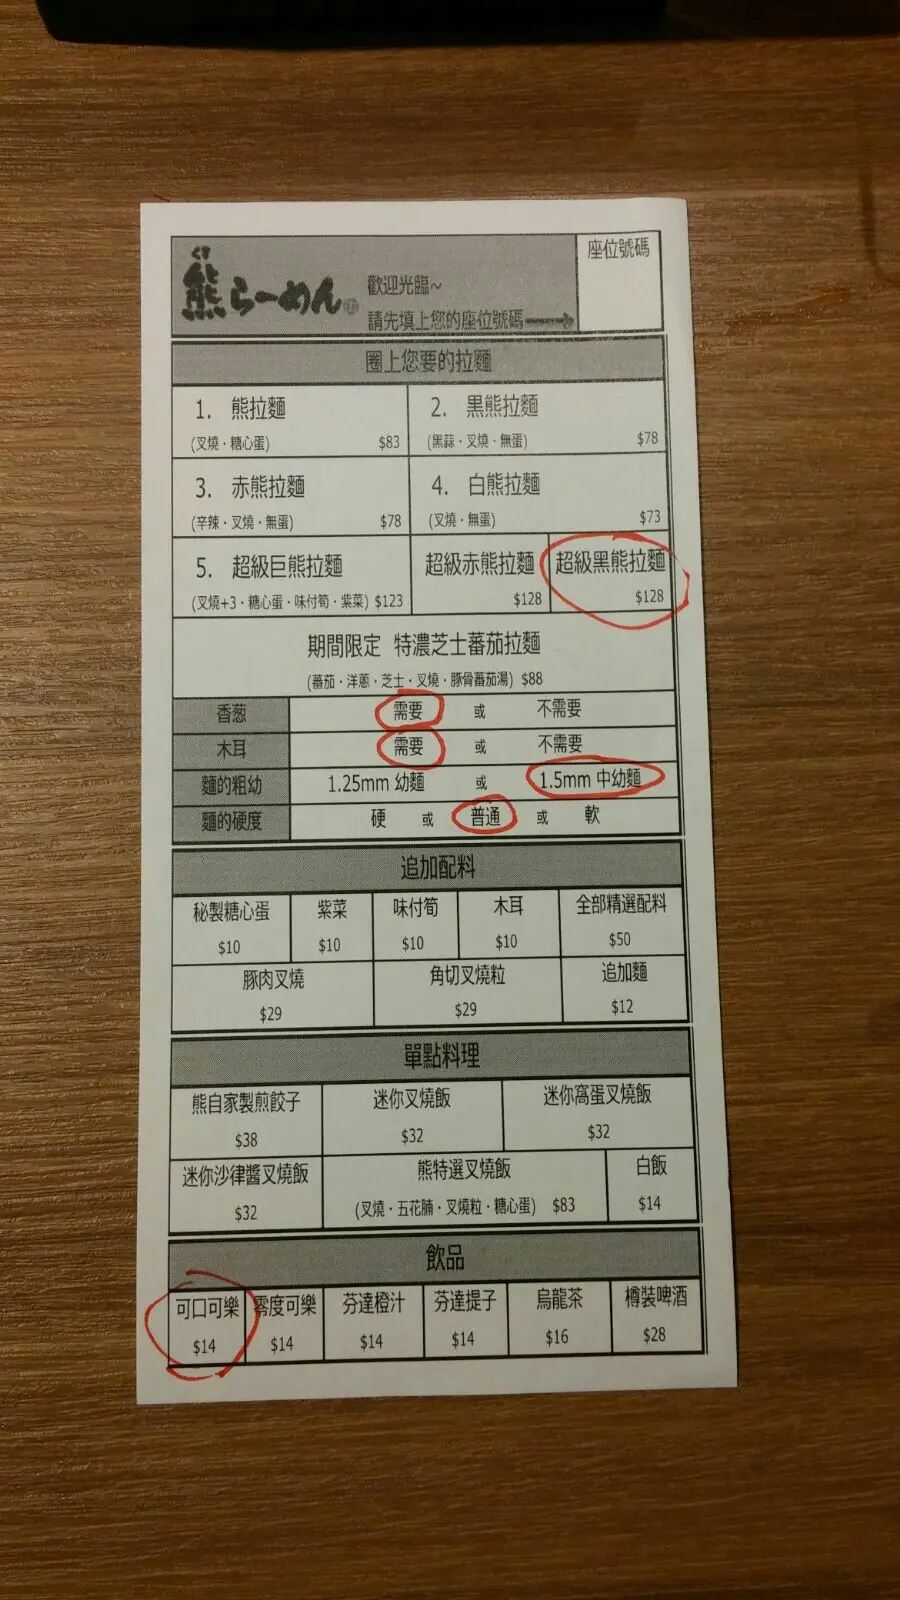 くま
熊らーめん
歡迎光臨~
請先填上您的座位號碼
座位號碼
圈上您要的拉麵
1. 熊拉麵
(叉燒・糖心蛋) $83
2. 黑熊拉麵
(黑蒜・叉燒・無蛋) $78
3. 赤熊拉麵
(辛辣・叉燒・無蛋) $78
4. 白熊拉麵
(叉燒・無蛋) $73
5. 超級巨熊拉麵
(叉燒+3・糖心蛋・味付筍・紫菜) $123
超級赤熊拉麵
$128
超級黑熊拉麵
$128
期間限定 特濃芝士蕃茄拉麵
(蕃茄・洋蔥・芝士・叉燒・豚骨蕃茄湯) $88
香葱 需要 或 不需要
木耳 需要 或 不需要
麵的粗幼 1.25mm 幼麵 或 1.5mm 中幼麵
麵的硬度 硬 或 普通 或 軟
追加配料
秘製糖心蛋 紫菜 味付筍 木耳 全部精選配料
$10 $10 $10 $10 $50
豚肉叉燒 角切叉燒粒 追加麵
$29 $29 $12
單點料理
熊自家製煎餃子 迷你叉燒飯 迷你窩蛋叉燒飯
$38 $32 $32
迷你沙律醬叉燒飯 熊特選叉燒飯 白飯
$32 (叉燒・五花腩・叉燒粒・糖心蛋) $83 $14
飲品
可口可樂 零度可樂 芬達橙汁 芬達提子 烏龍茶 樽裝啤酒
$14 $14 $14 $14 $16 $28